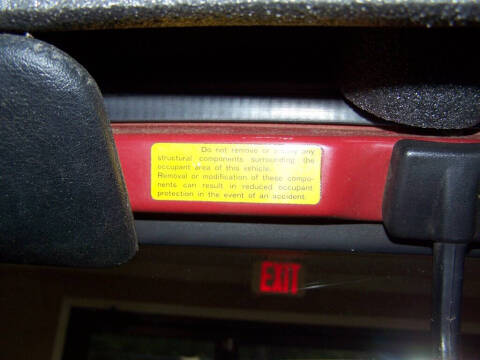 Do not remove or modify any
structural components surrounding the
occupant area of this vehicle.
Removal or modification of these compo-
nents can result in reduced occupant
protection in the event of an accident.
EXIT